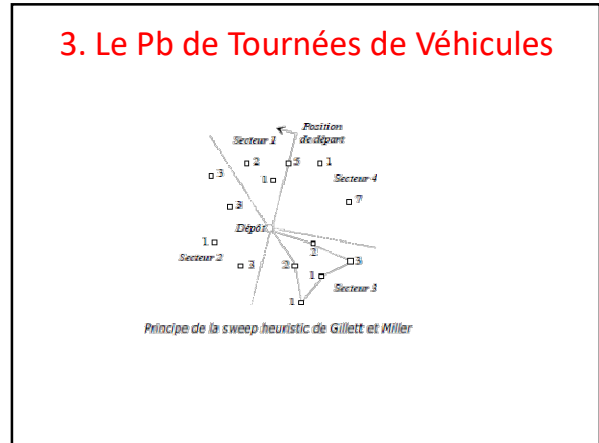 3. Le Pb de Tournées de Véhicules
Position
de départ
Secteur 1
2
5
1
3
1
Secteur 4
7
3
Dépôt
1
2
Secteur 2
3
2
3
1
Secteur 3
1
Principe de la sweep heuristic de Gillett et Miller